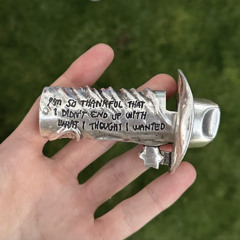 I'm SO THANKFUL THAT
I DIDN'T END UP WITH
WHAT I THOUGHT I WANTED